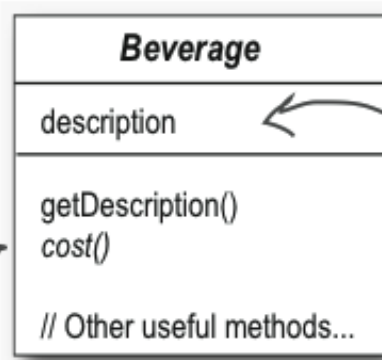 Beverage
description
getDescription()
cost()
// Other useful methods...